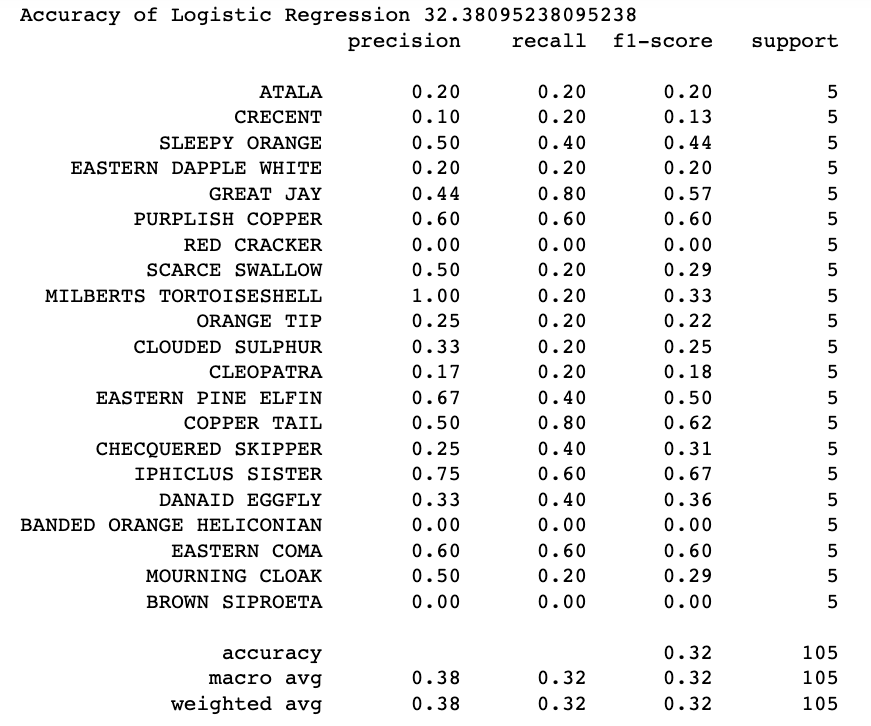 Accuracy of Logistic Regression 32.38095238095238
precision recall f1-score support
ATALA 0.20 0.20 0.20 5
CRECENT 0.10 0.20 0.13 5
SLEEPY ORANGE 0.50 0.40 0.44 5
EASTERN DAPPLE WHITE 0.20 0.20 0.20 5
GREAT JAY 0.44 0.80 0.57 5
PURPLISH COPPER 0.60 0.60 0.60 5
RED CRACKER 0.00 0.00 0.00 5
SCARCE SWALLOW 0.50 0.20 0.29 5
MILBERTS TORTOISESHELL 1.00 0.20 0.33 5
ORANGE TIP 0.25 0.20 0.22 5
CLOUDED SULPHUR 0.33 0.20 0.25 5
CLEOPATRA 0.17 0.20 0.18 5
EASTERN PINE ELFIN 0.67 0.40 0.50 5
COPPER TAIL 0.50 0.80 0.62 5
CHECQUERED SKIPPER 0.25 0.40 0.31 5
IPHICLUS SISTER 0.75 0.60 0.67 5
DANAID EGGFLY 0.33 0.40 0.36 5
BANDED ORANGE HELICONIAN 0.00 0.00 0.00 5
EASTERN COMA 0.60 0.60 0.60 5
MOURNING CLOAK 0.50 0.20 0.29 5
BROWN SIPROETA 0.00 0.00 0.00 5
accuracy 0.32 105
macro avg 0.38 0.32 0.32 105
weighted avg 0.38 0.32 0.32 105